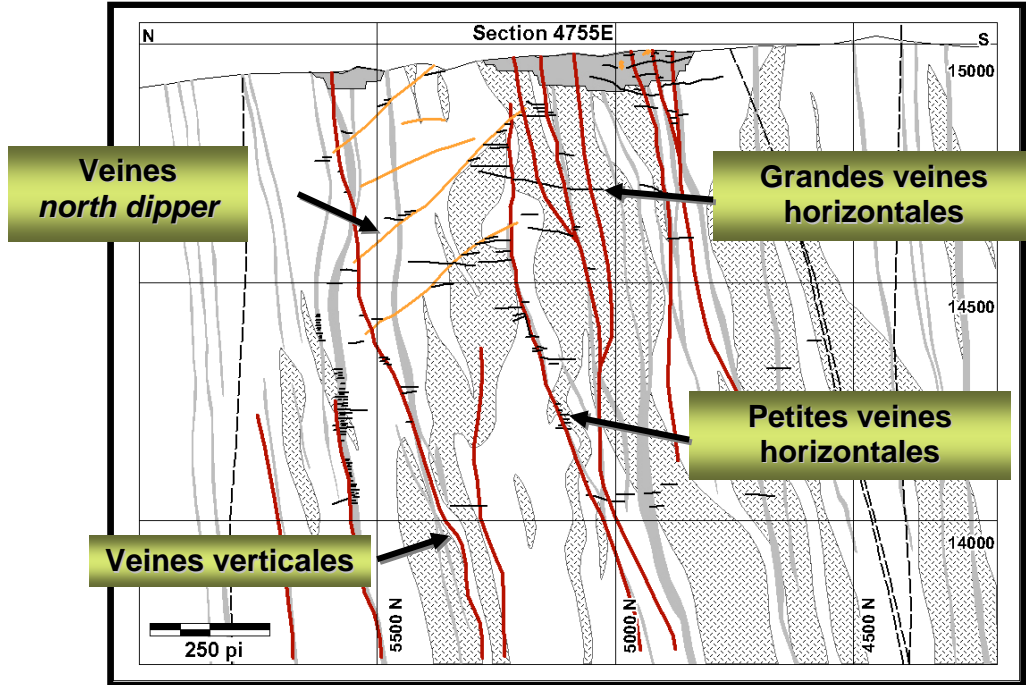 N
Section 4755E
S
15000
Veines
north dipper
Grandes veines
horizontales
14500
Petites veines
horizontales
14000
Veines verticales
250 pi
5500 N
5000 N
4500 N